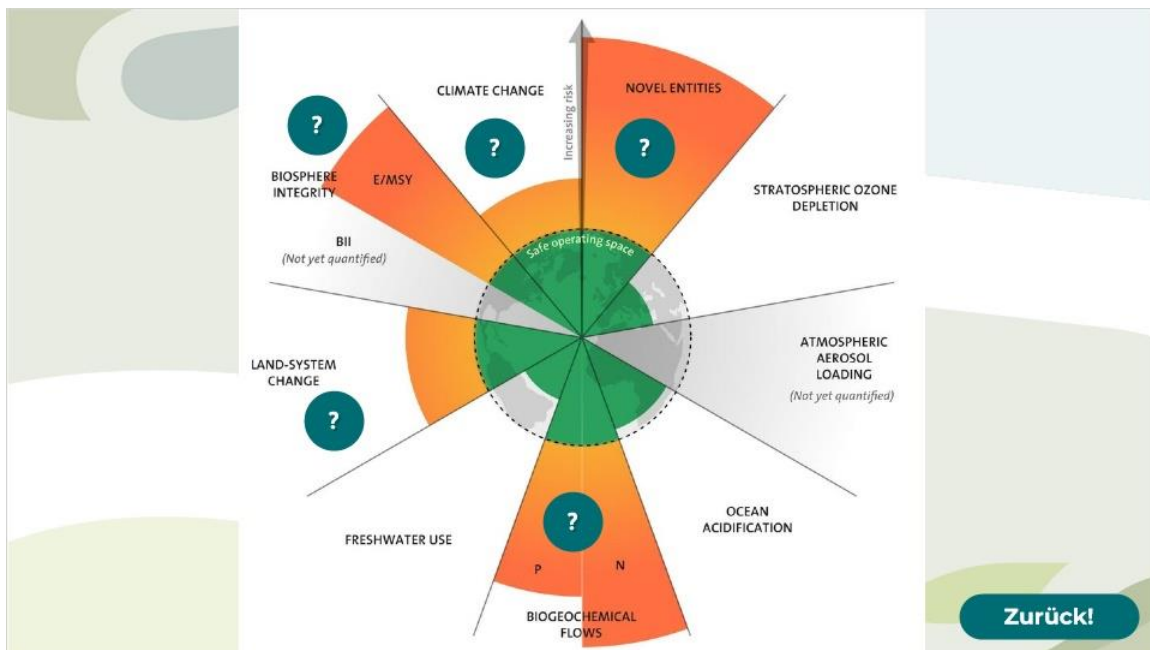 Increasing risk
CLIMATE CHANGE
NOVEL ENTITIES
?
?
?
BIOSPHERE
INTEGRITY
E/MSY
STRATOSPHERIC OZONE
DEPLETION
Safe operating space
BII
(Not yet quantified)
ATMOSPHERIC
AEROSOL
LOADING
(Not yet quantified)
LAND-SYSTEM
CHANGE
?
FRESHWATER USE
?
OCEAN
ACIDIFICATION
P
N
BIOGEOCHEMICAL
FLOWS
Zurück!